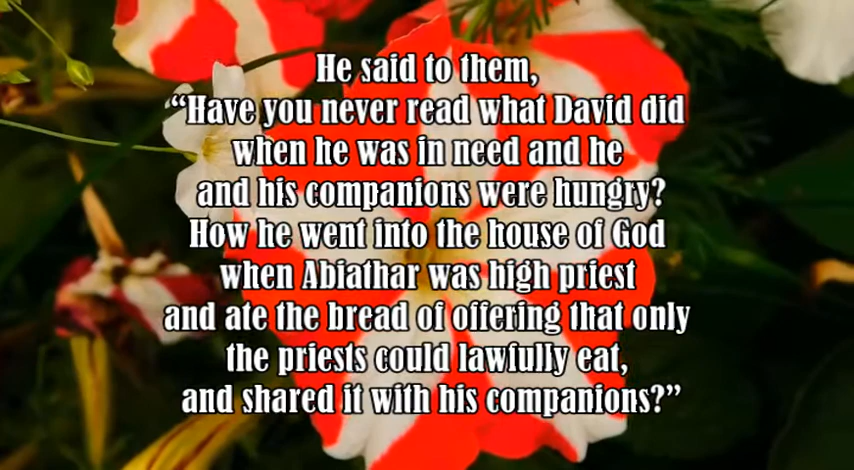 He said to them,
“Have you never read what David did
when he was in need and he
and his companions were hungry?
How he went into the house of God
when Abiathar was high priest
and ate the bread of offering that only
the priests could lawfully eat,
and shared it with his companions?”